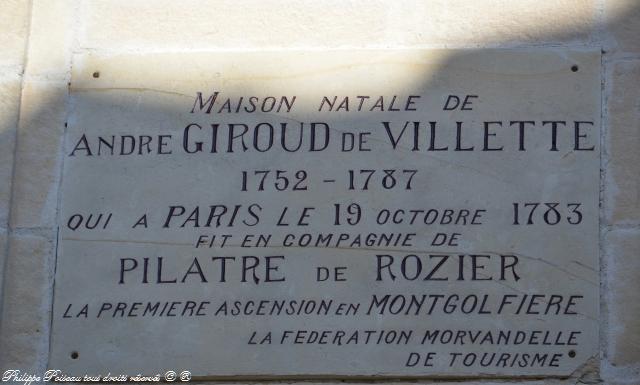 MAISON NATALE DE
ANDRE GIROUD DE VILLETTE
1752 - 1787
QUI A PARIS LE 19 OCTOBRE 1783
FIT EN COMPAGNIE DE
PILATRE DE ROZIER
LA PREMIERE ASCENSION EN MONTGOLFIERE
LA FEDERATION MORVANDELLE
DE TOURISME
Philippe Poiseau tous droits réservés © ®